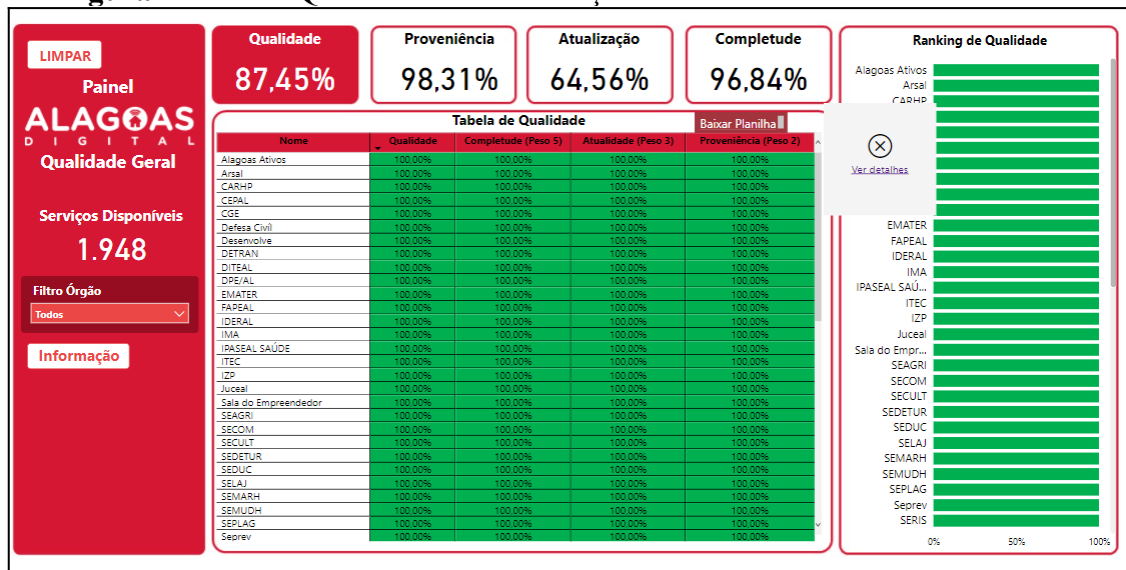 LIMPAR
Painel
ALAGOAS
DIGITAL
Qualidade Geral
Serviços Disponíveis
1.948
Filtro Órgão
Todos
Informação
Qualidade
87,45%
Proveniência
98,31%
Atualização
64,56%
Completude
96,84%
Tabela de Qualidade
Baixar Planilha
Nome Qualidade Completude (Peso 5) Atualidade (Peso 3) Proveniência (Peso 2)
Alagoas Ativos 100,00% 100,00% 100,00% 100,00%
Arsal 100,00% 100,00% 100,00% 100,00%
CARHP 100,00% 100,00% 100,00% 100,00%
CEPAL 100,00% 100,00% 100,00% 100,00%
CGE 100,00% 100,00% 100,00% 100,00%
Defesa Civil 100,00% 100,00% 100,00% 100,00%
Desenvolve 100,00% 100,00% 100,00% 100,00%
DETRAN 100,00% 100,00% 100,00% 100,00%
DITEAL 100,00% 100,00% 100,00% 100,00%
DPE/AL 100,00% 100,00% 100,00% 100,00%
EMATER 100,00% 100,00% 100,00% 100,00%
FAPEAL 100,00% 100,00% 100,00% 100,00%
IDERAL 100,00% 100,00% 100,00% 100,00%
IMA 100,00% 100,00% 100,00% 100,00%
IPASEAL SAÚDE 100,00% 100,00% 100,00% 100,00%
ITEC 100,00% 100,00% 100,00% 100,00%
IZP 100,00% 100,00% 100,00% 100,00%
Juceal 100,00% 100,00% 100,00% 100,00%
Sala do Empreendedor 100,00% 100,00% 100,00% 100,00%
SEAGRI 100,00% 100,00% 100,00% 100,00%
SECOM 100,00% 100,00% 100,00% 100,00%
SECULT 100,00% 100,00% 100,00% 100,00%
SEDETUR 100,00% 100,00% 100,00% 100,00%
SEDUC 100,00% 100,00% 100,00% 100,00%
SELAJ 100,00% 100,00% 100,00% 100,00%
SEMARH 100,00% 100,00% 100,00% 100,00%
SEMUDH 100,00% 100,00% 100,00% 100,00%
SEPLAG 100,00% 100,00% 100,00% 100,00%
Seprev 100,00% 100,00% 100,00% 100,00%
Ranking de Qualidade
Alagoas Ativos
Arsal
CARHP
Ver detalhes
EMATER
FAPEAL
IDERAL
IMA
IPASEAL SAÚ...
ITEC
IZP
Juceal
Sala do Empr...
SEAGRI
SECOM
SECULT
SEDETUR
SEDUC
SELAJ
SEMARH
SEMUDH
SEPLAG
Seprev
SERIS
0% 50% 100%